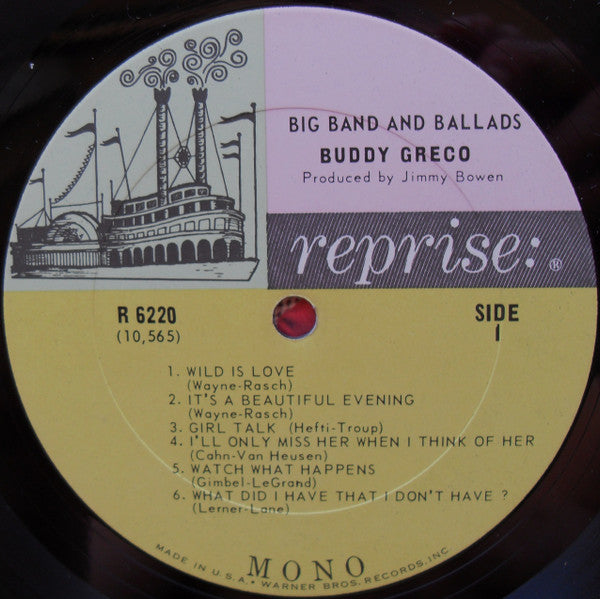 BIG BAND AND BALLADS
BUDDY GRECO
Produced by Jimmy Bowen
reprise:®
R 6220
(10,565)
SIDE
1
1. WILD IS LOVE
(Wayne-Rasch)
2. IT'S A BEAUTIFUL EVENING
(Wayne-Rasch)
3. GIRL TALK (Hefti-Troup)
4. I'LL ONLY MISS HER WHEN I THINK OF HER
(Cahn-Van Heusen)
5. WATCH WHAT HAPPENS
(Gimbel-LeGrand)
6. WHAT DID I HAVE THAT I DON'T HAVE ?
(Lerner-Lane)
MONO
MADE IN U.S.A. • WARNER BROS. RECORDS, INC.